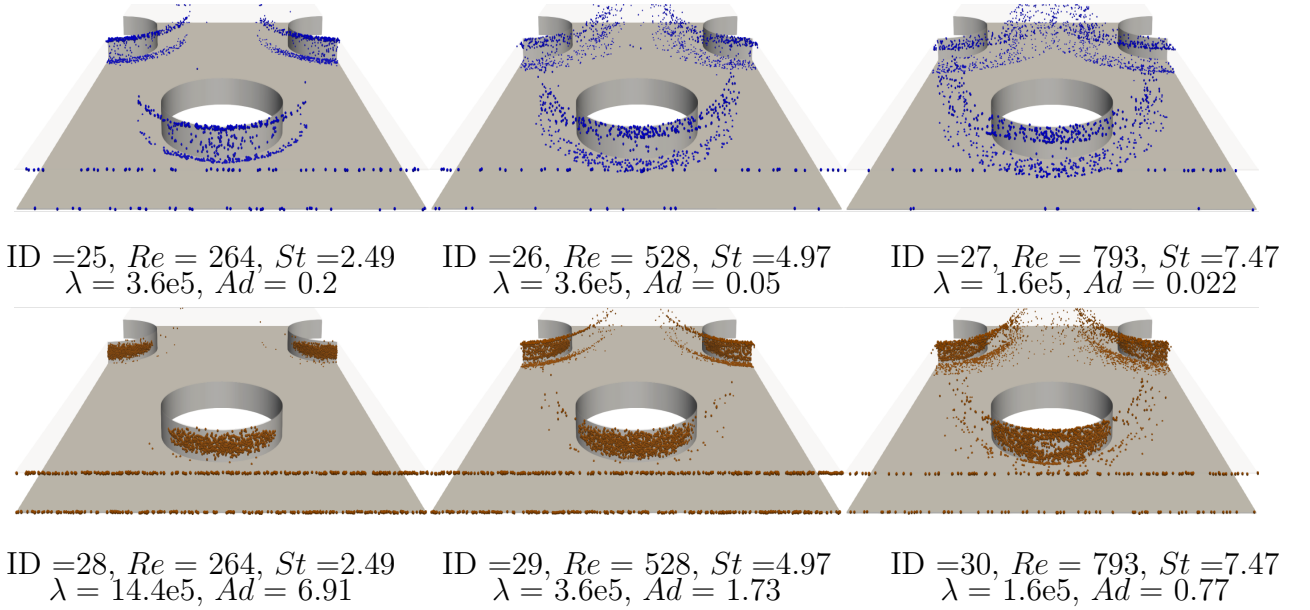 ID =25, Re = 264, St =2.49
λ = 3.6e5, Ad = 0.2
ID =26, Re = 528, St =4.97
λ = 3.6e5, Ad = 0.05
ID =27, Re = 793, St =7.47
λ = 1.6e5, Ad = 0.022
ID =28, Re = 264, St =2.49
λ = 14.4e5, Ad = 6.91
ID =29, Re = 528, St =4.97
λ = 3.6e5, Ad = 1.73
ID =30, Re = 793, St =7.47
λ = 1.6e5, Ad = 0.77